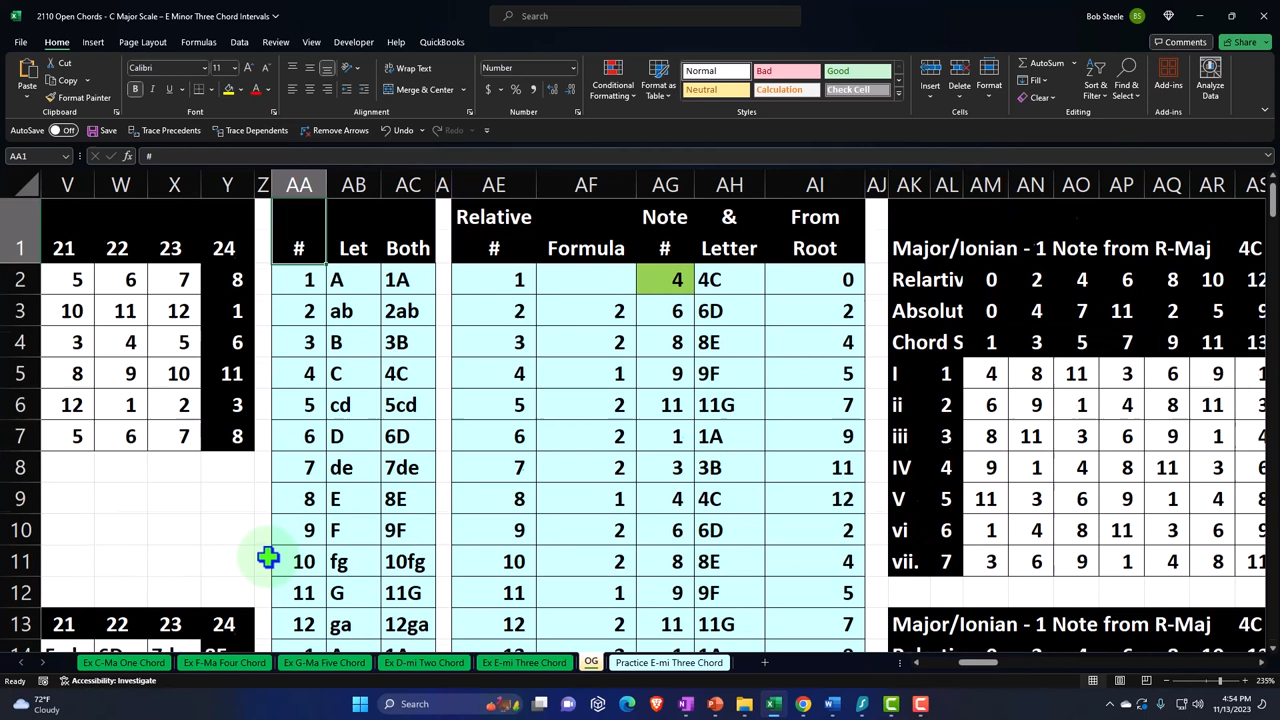 2110 Open Chords - C Major Scale – E Minor Three Chord Intervals
Search
Bob Steele BS
File Home Insert Page Layout Formulas Data Review View Developer Help QuickBooks Comments Share
Cut
Copy
Format Painter
Paste
Clipboard
Calibri 11
Font
Wrap Text
Merge & Center
Alignment
Number
Number
Conditional Formatting
Format as Table
Normal Bad Good
Neutral Calculation Check Cell
Styles
Insert Delete Format
Cells
AutoSum
Fill
Clear
Sort & Filter
Find & Select
Editing
Add-ins
Add-ins
Analyze Data
AutoSave Off Save Trace Precedents Trace Dependents Remove Arrows Undo
AA1 fx #
V W X Y Z AA AB AC A AE AF AG AH AI AJ AK AL AM AN AO AP AQ AR AS
Relative Note & From
1 21 22 23 24 # Let Both # Formula # Letter Root Major/Ionian - 1 Note from R-Maj 4C
2 5 6 7 8 1 A 1A 1 4 4C 0 Relartiv 0 2 4 6 8 10 12
3 10 11 12 1 2 ab 2ab 2 2 6 6D 2 Absolut 0 4 7 11 2 5 9
4 3 4 5 6 3 B 3B 3 2 8 8E 4 Chord S 1 3 5 7 9 11 13
5 8 9 10 11 4 C 4C 4 1 9 9F 5 I 1 4 8 11 3 6 9 1
6 12 1 2 3 5 cd 5cd 5 2 11 11G 7 ii 2 6 9 1 4 8 11 3
7 5 6 7 8 6 D 6D 6 2 1 1A 9 iii 3 8 11 3 6 9 1 4
8 7 de 7de 7 2 3 3B 11 IV 4 9 1 4 8 11 3 6
9 8 E 8E 8 1 4 4C 12 V 5 11 3 6 9 1 4 8
10 9 F 9F 9 2 6 6D 2 vi 6 1 4 8 11 3 6 9
11 10 fg 10fg 10 2 8 8E 4 vii. 7 3 6 9 1 4 8 11
12 11 G 11G 11 1 9 9F 5
13 21 22 23 24 12 ga 12ga 12 2 11 11G 7 Major/Ionian - 1 Note from R-Maj 4C
Ex C-Ma One Chord Ex F-Ma Four Chord Ex G-Ma Five Chord Ex D-mi Two Chord Ex E-mi Three Chord OG Practice E-mi Three Chord
Ready Accessibility: Investigate 235%
72°F
Cloudy
Search
4:54 PM
11/13/2023